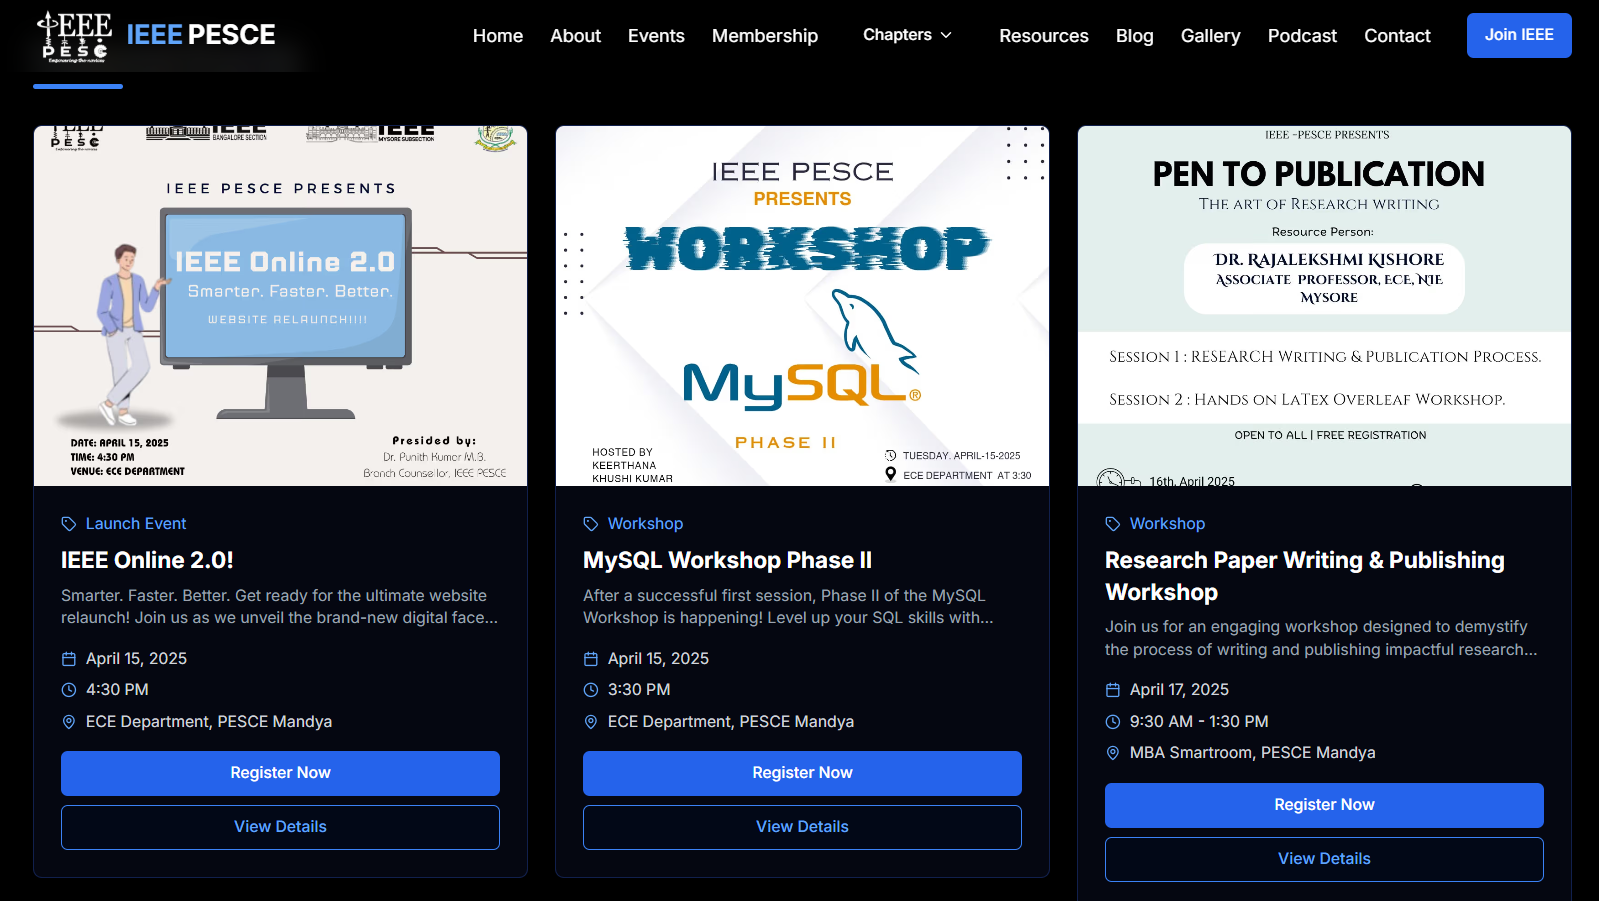 IEEE
PESC
Empowering the novices
IEEE PESCE
Home
About
Events
Membership
Chapters
Resources
Blog
Gallery
Podcast
Contact
Join IEEE
PESC
IEEE
BANGALORE SECTION
IEEE
MYSORE SUBSECTION
IEEE PESCE PRESENTS
IEEE Online 2.0
Smarter. Faster. Better.
WEBSITE RELAUNCH!!!!
DATE: APRIL 15, 2025
TIME: 4:30 PM
VENUE: ECE DEPARTMENT
Presided by:
Dr. Punith Kumar M.B.
Branch Counsellor, IEEE PESCE
Launch Event
IEEE Online 2.0!
Smarter. Faster. Better. Get ready for the ultimate website
relaunch! Join us as we unveil the brand-new digital face...
April 15, 2025
4:30 PM
ECE Department, PESCE Mandya
Register Now
View Details
IEEE PESCE
PRESENTS
WORKSHOP
MySQL®
PHASE II
HOSTED BY
KEERTHANA
KHUSHI KUMAR
TUESDAY. APRIL-15-2025
ECE DEPARTMENT AT 3:30
Workshop
MySQL Workshop Phase II
After a successful first session, Phase II of the MySQL
Workshop is happening! Level up your SQL skills with...
April 15, 2025
3:30 PM
ECE Department, PESCE Mandya
Register Now
View Details
IEEE -PESCE PRESENTS
PEN TO PUBLICATION
THE ART OF RESEARCH WRITING
Resource Person:
DR. RAJALEKSHMI KISHORE
ASSOCIATE PROFESSOR, ECE, NIE
MYSORE
SESSION 1 : RESEARCH WRITING & PUBLICATION PROCESS.
SESSION 2 : HANDS ON LATEX OVERLEAF WORKSHOP.
OPEN TO ALL | FREE REGISTRATION
16th, April 2025
Workshop
Research Paper Writing & Publishing
Workshop
Join us for an engaging workshop designed to demystify
the process of writing and publishing impactful research...
April 17, 2025
9:30 AM - 1:30 PM
MBA Smartroom, PESCE Mandya
Register Now
View Details